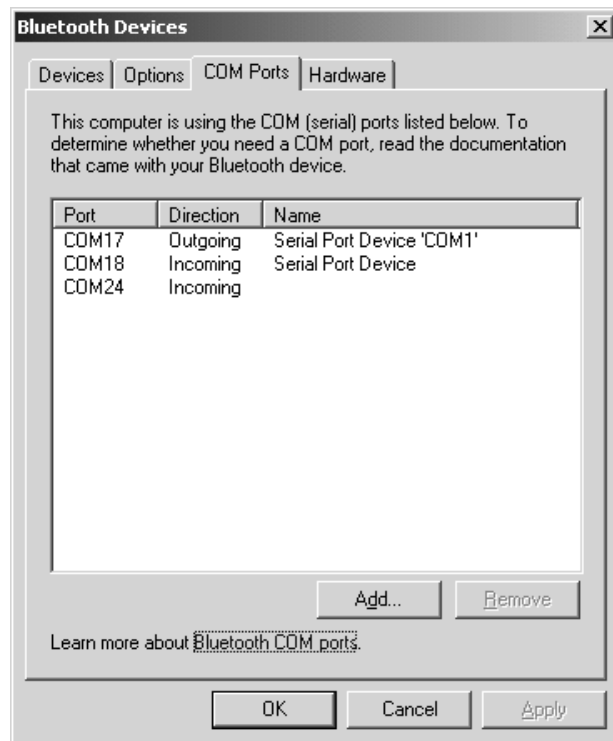 Bluetooth Devices
Devices Options COM Ports Hardware
This computer is using the COM (serial) ports listed below. To
determine whether you need a COM port, read the documentation
that came with your Bluetooth device.
Port Direction Name
COM17 Outgoing Serial Port Device 'COM1'
COM18 Incoming Serial Port Device
COM24 Incoming
Add... Remove
Learn more about Bluetooth COM ports.
OK Cancel Apply